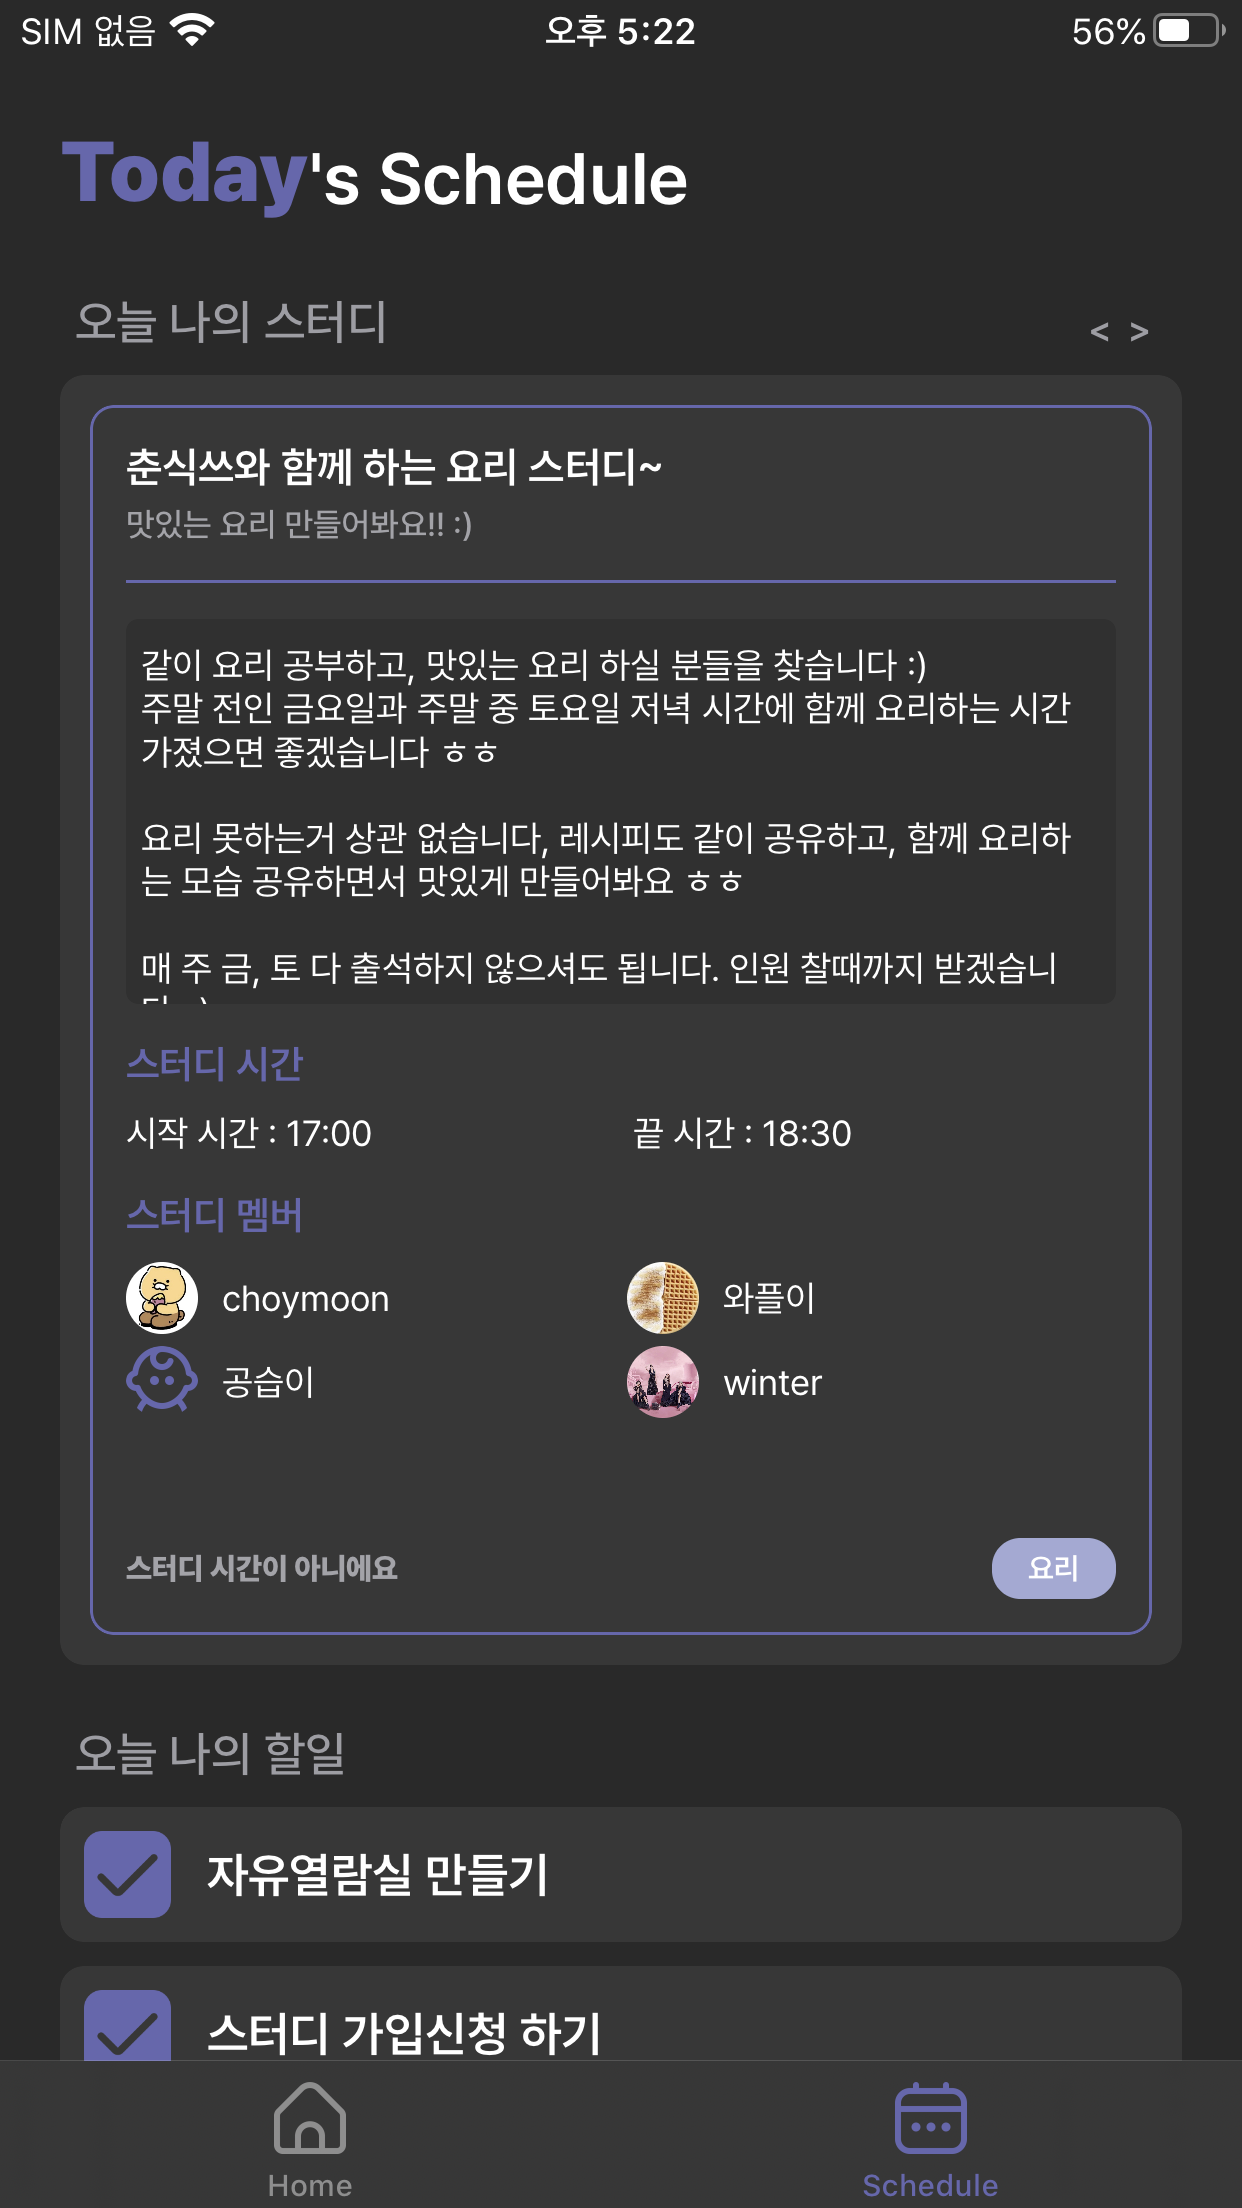 SIM 없음 오후 5:22 56%
Today's Schedule
오늘 나의 스터디 < >
춘식쓰와 함께 하는 요리 스터디~
맛있는 요리 만들어봐요!! :)
같이 요리 공부하고, 맛있는 요리 하실 분들을 찾습니다 :)
주말 전인 금요일과 주말 중 토요일 저녁 시간에 함께 요리하는 시간
가졌으면 좋겠습니다 ㅎㅎ
요리 못하는거 상관 없습니다, 레시피도 같이 공유하고, 함께 요리하
는 모습 공유하면서 맛있게 만들어봐요 ㅎㅎ
매 주 금, 토 다 출석하지 않으셔도 됩니다. 인원 찰때까지 받겠습니
스터디 시간
시작 시간 : 17:00 끝 시간 : 18:30
스터디 멤버
choymoon 와플이
공습이 winter
스터디 시간이 아니에요 요리
오늘 나의 할일
자유열람실 만들기
스터디 가입신청 하기
Home Schedule